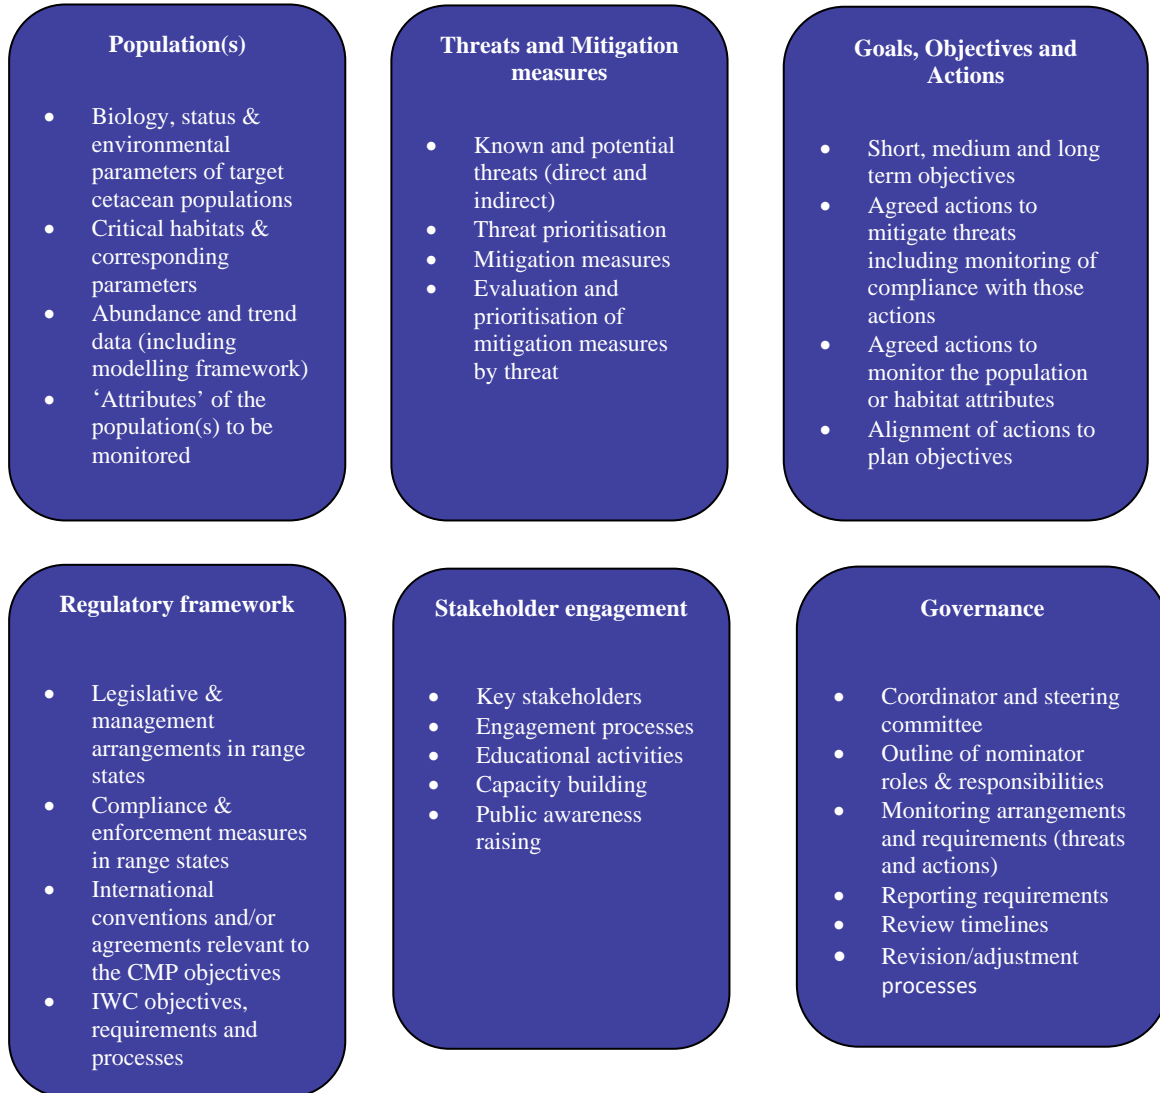 Population(s)
• Biology, status &
environmental
parameters of target
cetacean populations
• Critical habitats &
corresponding
parameters
• Abundance and trend
data (including
modelling framework)
• ‘Attributes’ of the
population(s) to be
monitored
Threats and Mitigation
measures
• Known and potential
threats (direct and
indirect)
• Threat prioritisation
• Mitigation measures
• Evaluation and
prioritisation of
mitigation measures
by threat
Goals, Objectives and
Actions
• Short, medium and long
term objectives
• Agreed actions to
mitigate threats
including monitoring of
compliance with those
actions
• Agreed actions to
monitor the population
or habitat attributes
• Alignment of actions to
plan objectives
Regulatory framework
• Legislative &
management
arrangements in range
states
• Compliance &
enforcement measures
in range states
• International
conventions and/or
agreements relevant to
the CMP objectives
• IWC objectives,
requirements and
processes
Stakeholder engagement
• Key stakeholders
• Engagement processes
• Educational activities
• Capacity building
• Public awareness
raising
Governance
• Coordinator and steering
committee
• Outline of nominator
roles & responsibilities
• Monitoring arrangements
and requirements (threats
and actions)
• Reporting requirements
• Review timelines
• Revision/adjustment
processes